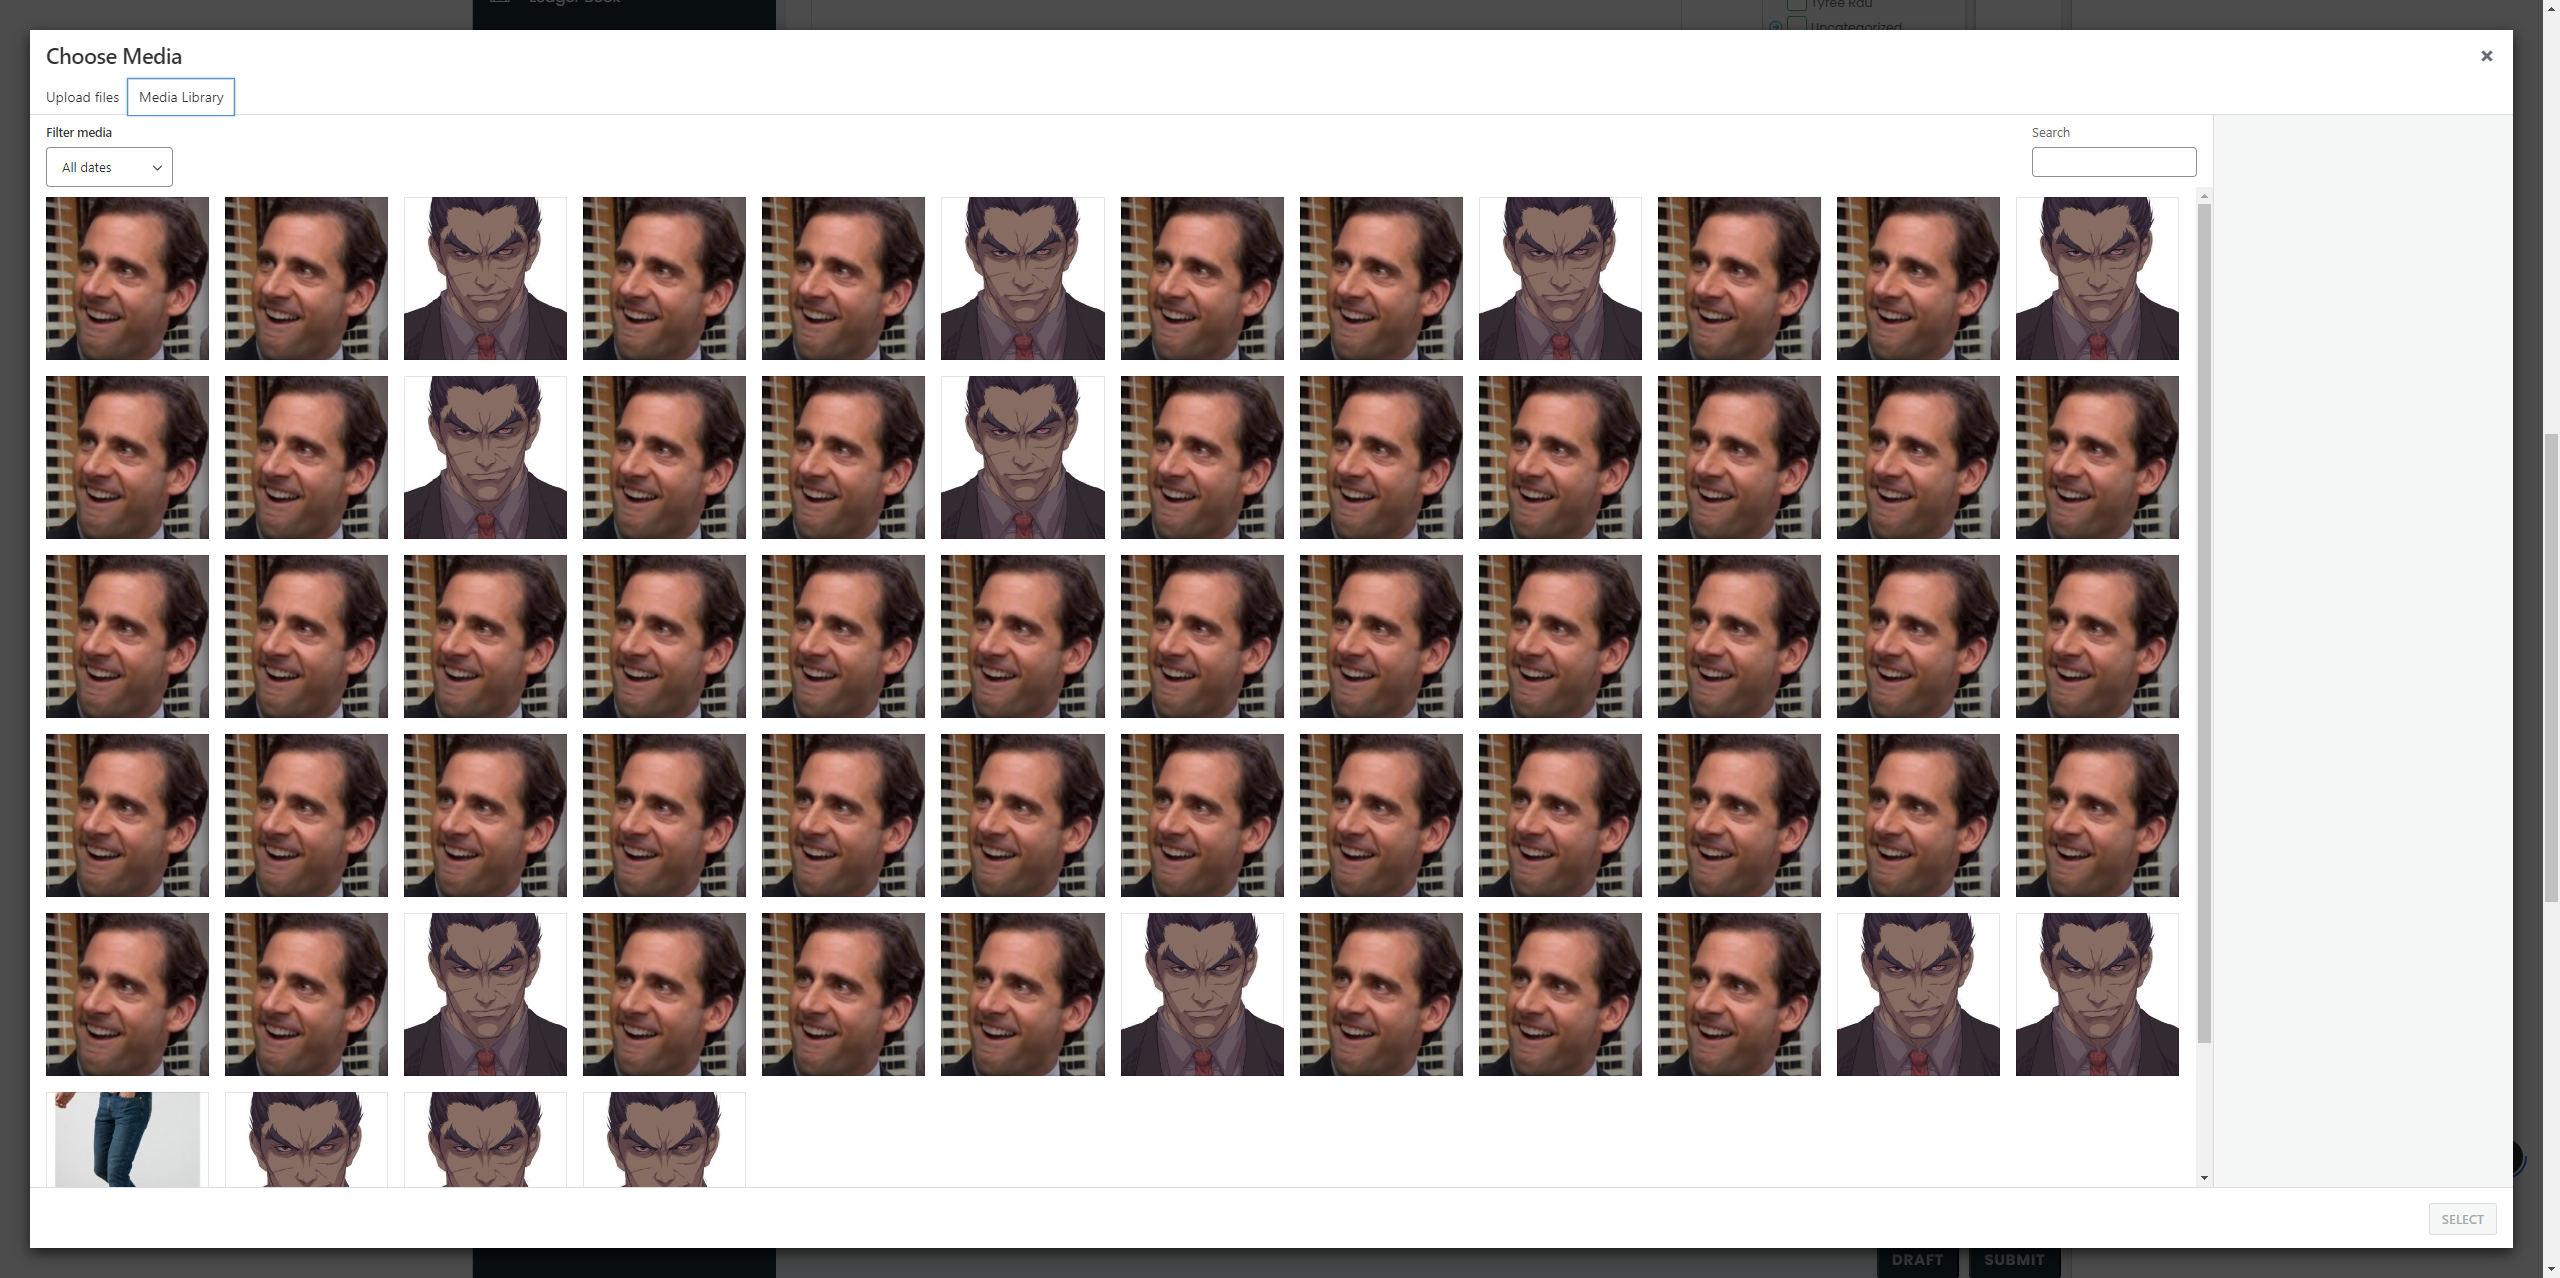 Ledger Book
Tyree Rau
Uncategorized
Choose Media
Upload files
Media Library
Filter media
All dates
Search
SELECT
DRAFT
SUBMIT